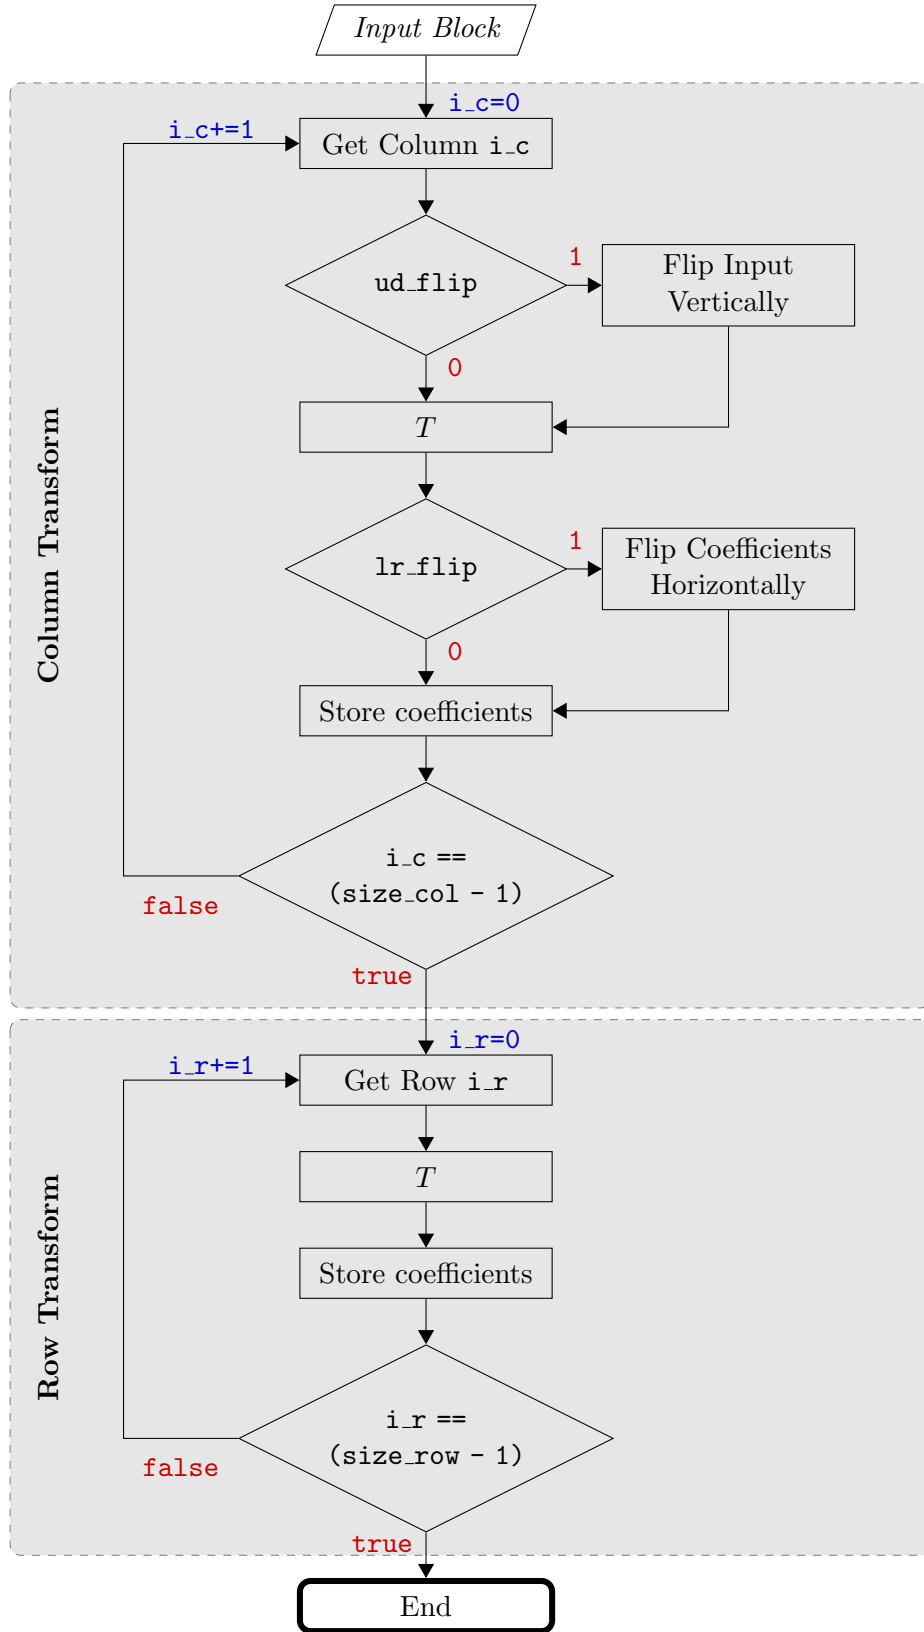 Input Block
i_c=0
i_c+=1
Get Column i_c
ud_flip
1
Flip Input
Vertically
0
T
lr_flip
1
Flip Coefficients
Horizontally
0
Store coefficients
Column Transform
i_c ==
(size_col - 1)
false
true
i_r=0
i_r+=1
Get Row i_r
T
Store coefficients
Row Transform
i_r ==
(size_row - 1)
false
true
End